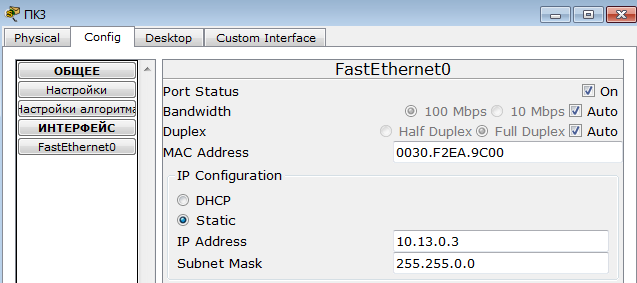 ПК3
Physical Config Desktop Custom Interface
ОБЩЕЕ
Настройки
Настройки алгоритма
ИНТЕРФЕЙС
FastEthernet0
FastEthernet0
Port Status On
Bandwidth 100 Mbps 10 Mbps Auto
Duplex Half Duplex Full Duplex Auto
MAC Address 0030.F2EA.9C00
IP Configuration
DHCP
Static
IP Address 10.13.0.3
Subnet Mask 255.255.0.0